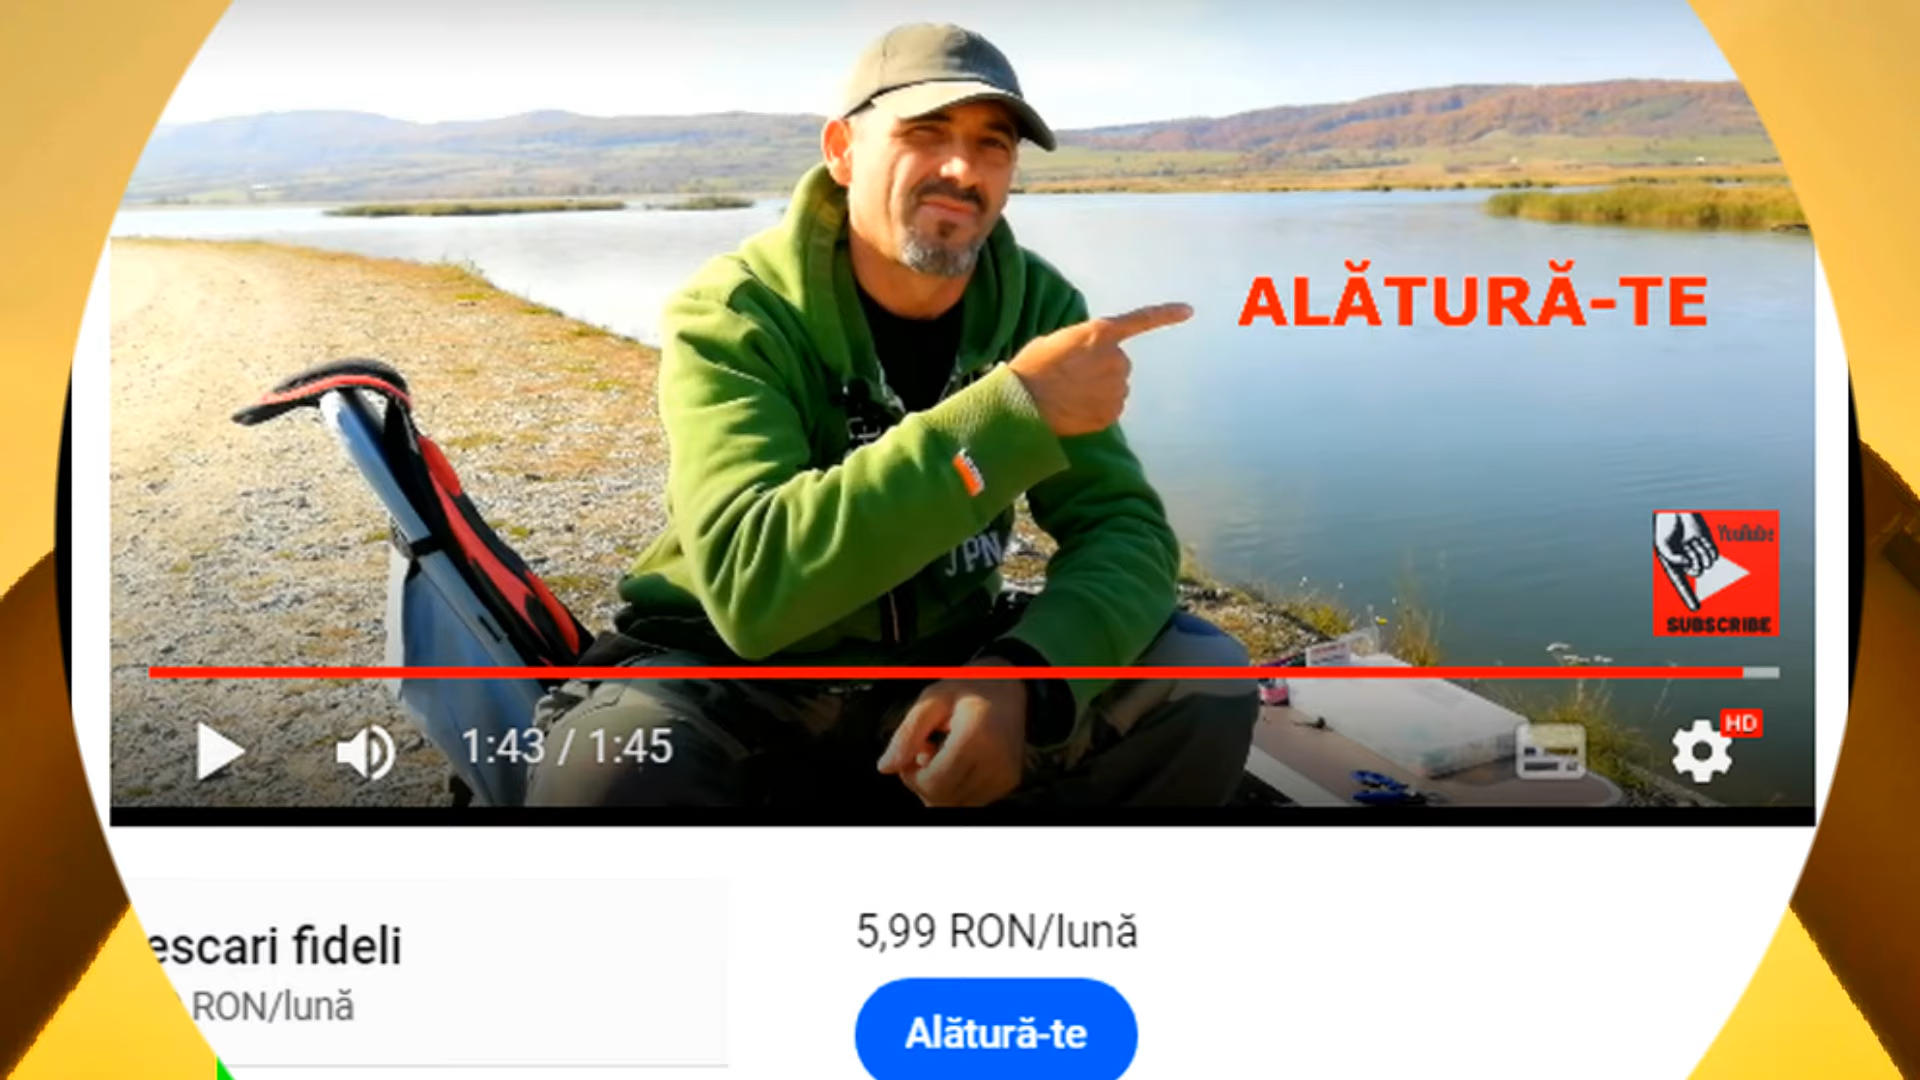 ALĂTURĂ-TE
YouTube
SUBSCRIBE
JPN
1:43 / 1:45
HD
escari fideli
RON/lună
5,99 RON/lună
Alătură-te